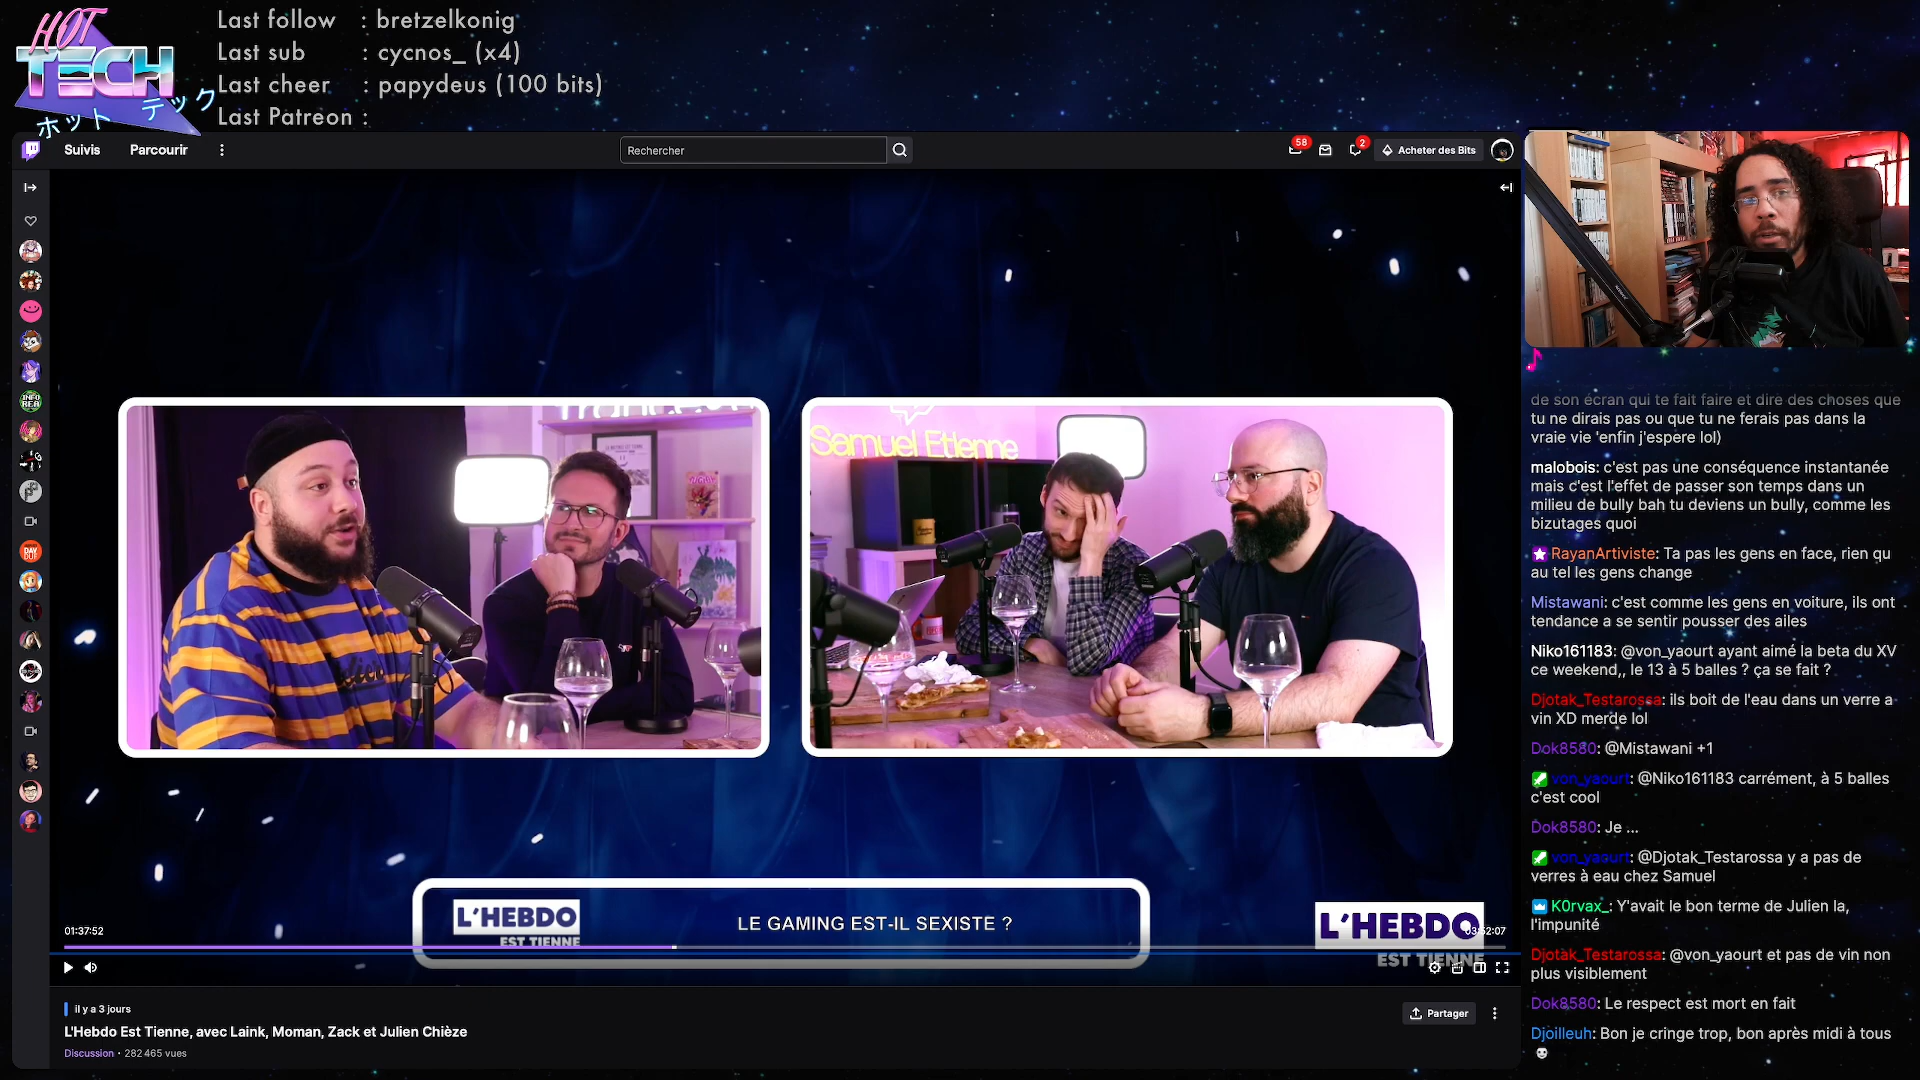 HOT
TECH
ホット テック
Last follow : bretzelkonig
Last sub : cycnos_ (x4)
Last cheer : papydeus (100 bits)
Last Patreon :
Suivis
Parcourir
Rechercher
58
2
Acheter des Bits
INFO
REA
DAY
DUF
Samuel Etienne
L'HEBDO
EST TIENNE
LE GAMING EST-IL SEXISTE ?
L'HEBDO
EST TIENNE
01:37:52
03:52:07
il y a 3 jours
L'Hebdo Est Tienne, avec Laink, Moman, Zack et Julien Chièze
Discussion • 282 465 vues
Partager
de son écran qui te fait faire et dire des choses que
tu ne dirais pas ou que tu ne ferais pas dans la
vraie vie 'enfin j'espere lol)
malobois: c'est pas une conséquence instantanée
mais c'est l'effet de passer son temps dans un
milieu de bully bah tu deviens un bully, comme les
bizutages quoi
RayanArtiviste: Ta pas les gens en face, rien qu
au tel les gens change
Mistawani: c'est comme les gens en voiture, ils ont
tendance a se sentir pousser des ailes
Niko161183: @von_yaourt ayant aimé la beta du XV
ce weekend,, le 13 à 5 balles ? ça se fait ?
Djotak_Testarossa: ils boit de l'eau dans un verre a
vin XD merde lol
Dok8580: @Mistawani +1
von_yaourt: @Niko161183 carrément, à 5 balles
c'est cool
Dok8580: Je ...
von_yaourt: @Djotak_Testarossa y a pas de
verres à eau chez Samuel
K0rvax_: Y'avait le bon terme de Julien la,
l'impunité
Djotak_Testarossa: @von_yaourt et pas de vin non
plus visiblement
Dok8580: Le respect est mort en fait
Djoilleuh: Bon je cringe trop, bon après midi à tous